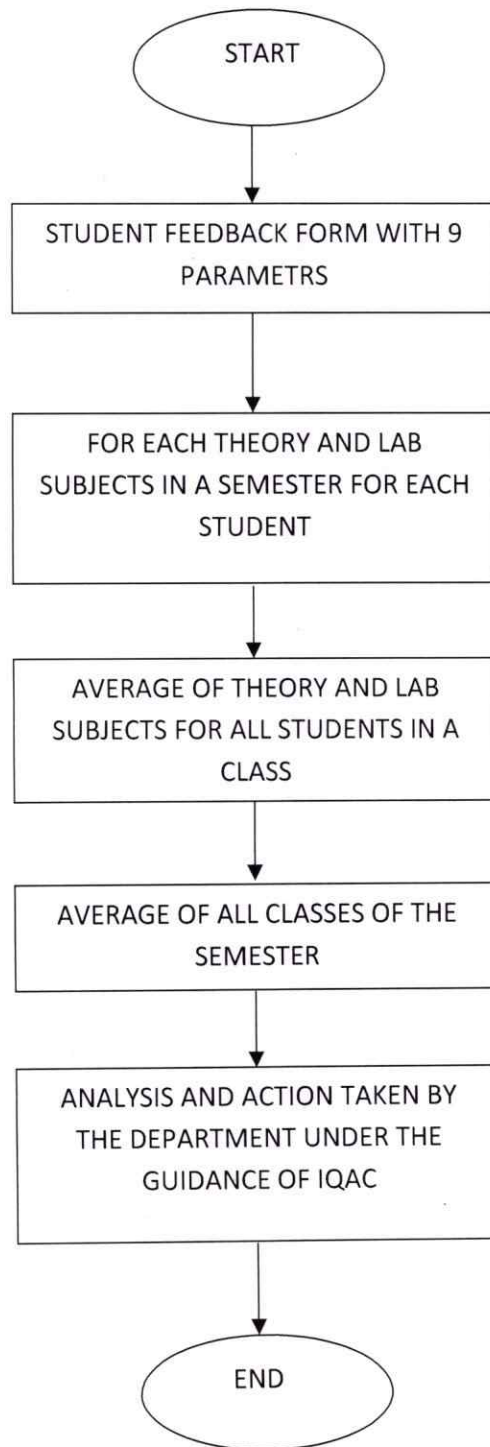 START
STUDENT FEEDBACK FORM WITH 9
PARAMETRS
FOR EACH THEORY AND LAB
SUBJECTS IN A SEMESTER FOR EACH
STUDENT
AVERAGE OF THEORY AND LAB
SUBJECTS FOR ALL STUDENTS IN A
CLASS
AVERAGE OF ALL CLASSES OF THE
SEMESTER
ANALYSIS AND ACTION TAKEN BY
THE DEPARTMENT UNDER THE
GUIDANCE OF IQAC
END